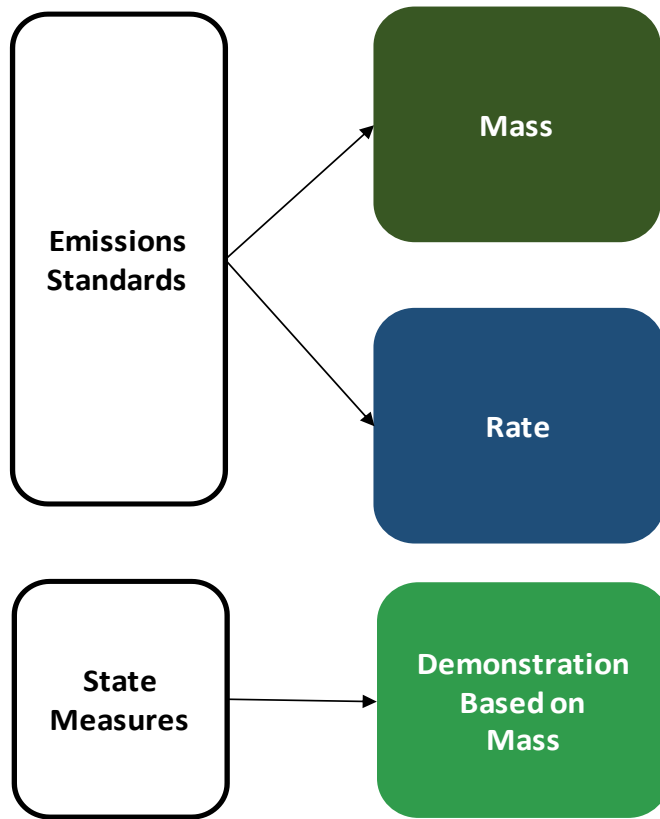 Emissions
Standards
Mass
Rate
State
Measures
Demonstration
Based on
Mass